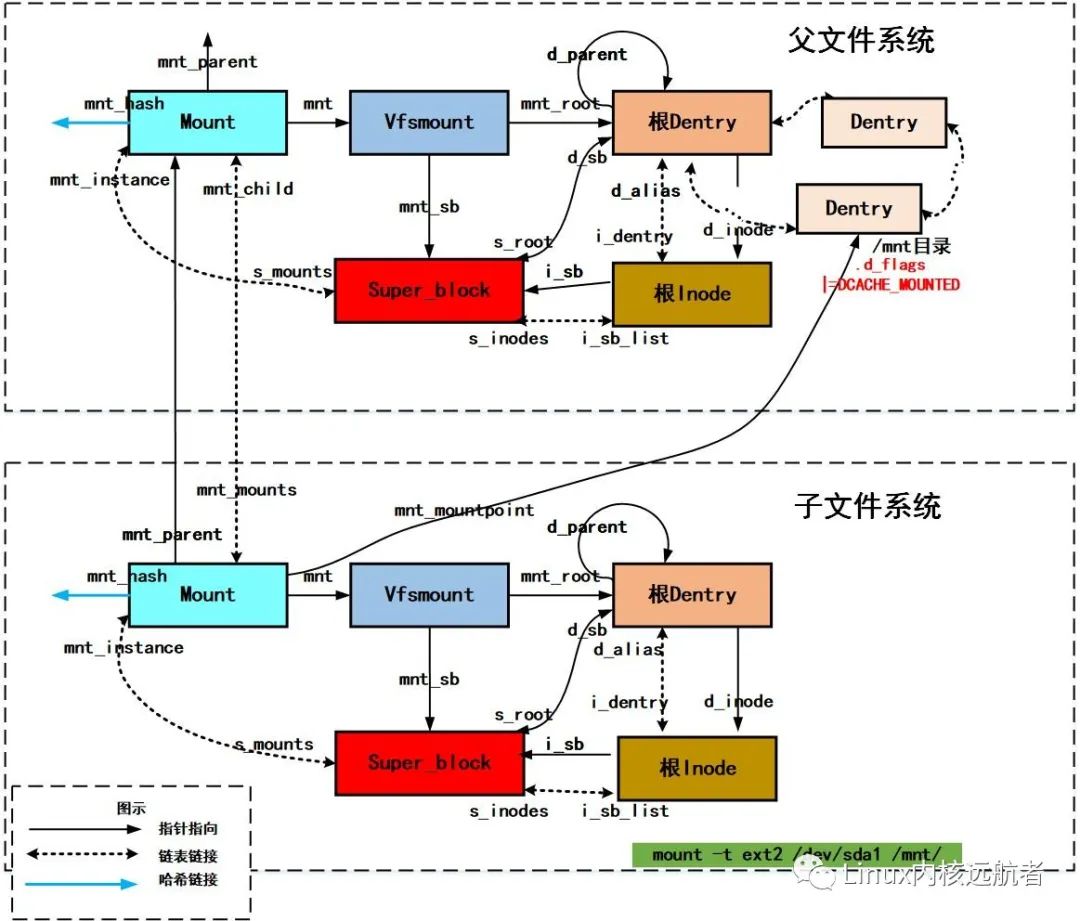 父文件系统
mnt_parent
d_parent
mnt_hash
mnt
mnt_root
Mount
Vfsmount
根Dentry
Dentry
d_sb
mnt_instance
mnt_child
d_alias
mnt_sb
Dentry
i_dentry
d_inode
s_root
/mnt目录
.d_flags
|=DCACHE_MOUNTED
s_mounts
i_sb
Super_block
根Inode
s_inodes
i_sb_list
mnt_mounts
mnt_mountpoint
子文件系统
mnt_parent
d_parent
mnt_hash
mnt
mnt_root
Mount
Vfsmount
根Dentry
d_sb
mnt_instance
d_alias
mnt_sb
i_dentry
d_inode
s_root
s_mounts
i_sb
Super_block
根Inode
s_inodes
i_sb_list
图示
指针指向
链表链接
哈希链接
mount -t ext2 /dev/sda1 /mnt/
Linux内核远航者